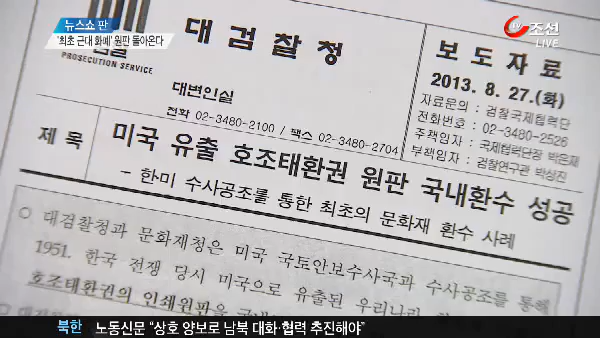 뉴스쇼 판
'최초 근대 화폐' 원판 돌아온다
tv조선
LIVE
PROSECUTION SERVICE
대검찰청
대변인실
전화 02-3480-2100 / 팩스 02-3480-2704
보도자료
2013. 8. 27.(화)
자료문의 : 검찰국제협력단
전화번호 : 02-3480-2526
주책임자 : 국제협력단장 박은재
부책임자 : 검찰연구관 박상진
제 목
미국 유출 호조태환권 원판 국내환수 성공
- 한미 수사공조를 통한 최초의 문화재 환수 사례
○ 대검찰청과 문화재청은 미국 국토안보수사국과 수사공조를 통해
1951. 한국 전쟁 당시 미국으로 유출된 우리나라
호조태환권의 인쇄원판을
북한 노동신문 "상호 양보로 남북 대화·협력 추진해야"